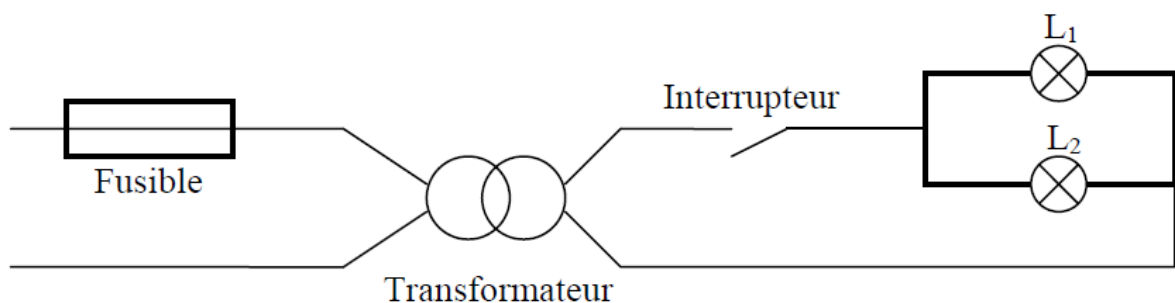 L₁
Interrupteur
L₂
Fusible
Transformateur